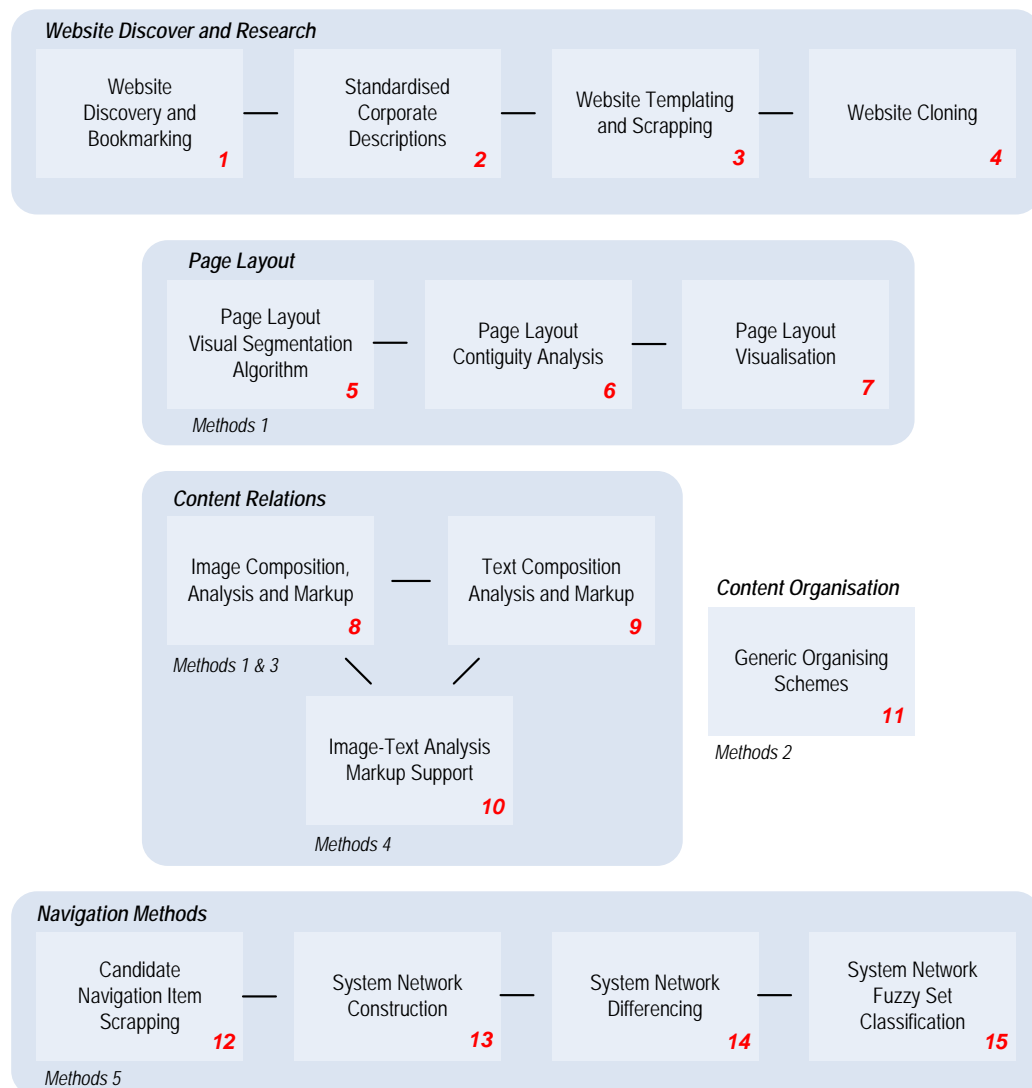 Website Discover and Research
Website
Discovery and
Bookmarking
1
Standardised
Corporate
Descriptions
2
Website Templating
and Scrapping
3
Website Cloning
4
Page Layout
Page Layout
Visual Segmentation
Algorithm
5
Page Layout
Contiguity Analysis
6
Page Layout
Visualisation
7
Methods 1
Content Relations
Image Composition,
Analysis and Markup
8
Text Composition
Analysis and Markup
9
Methods 1 & 3
Image-Text Analysis
Markup Support
10
Methods 4
Content Organisation
Generic Organising
Schemes
11
Methods 2
Navigation Methods
Candidate
Navigation Item
Scrapping
12
System Network
Construction
13
System Network
Differencing
14
System Network
Fuzzy Set
Classification
15
Methods 5